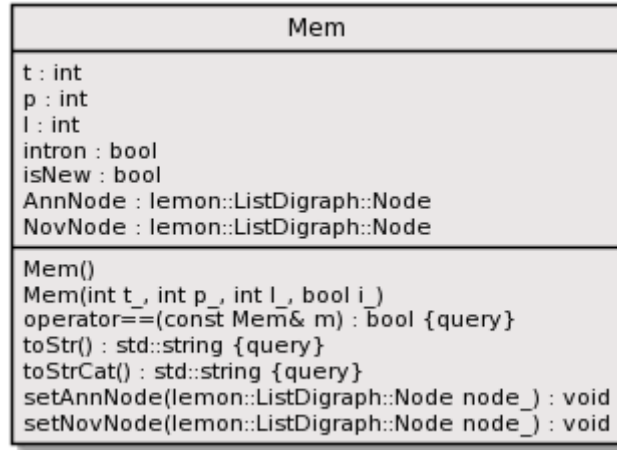 Mem
t : int
p : int
l : int
intron : bool
isNew : bool
AnnNode : lemon::ListDigraph::Node
NovNode : lemon::ListDigraph::Node
Mem()
Mem(int t_, int p_, int l_, bool i_)
operator==(const Mem& m) : bool {query}
toStr() : std::string {query}
toStrCat() : std::string {query}
setAnnNode(lemon::ListDigraph::Node node_) : void
setNovNode(lemon::ListDigraph::Node node_) : void